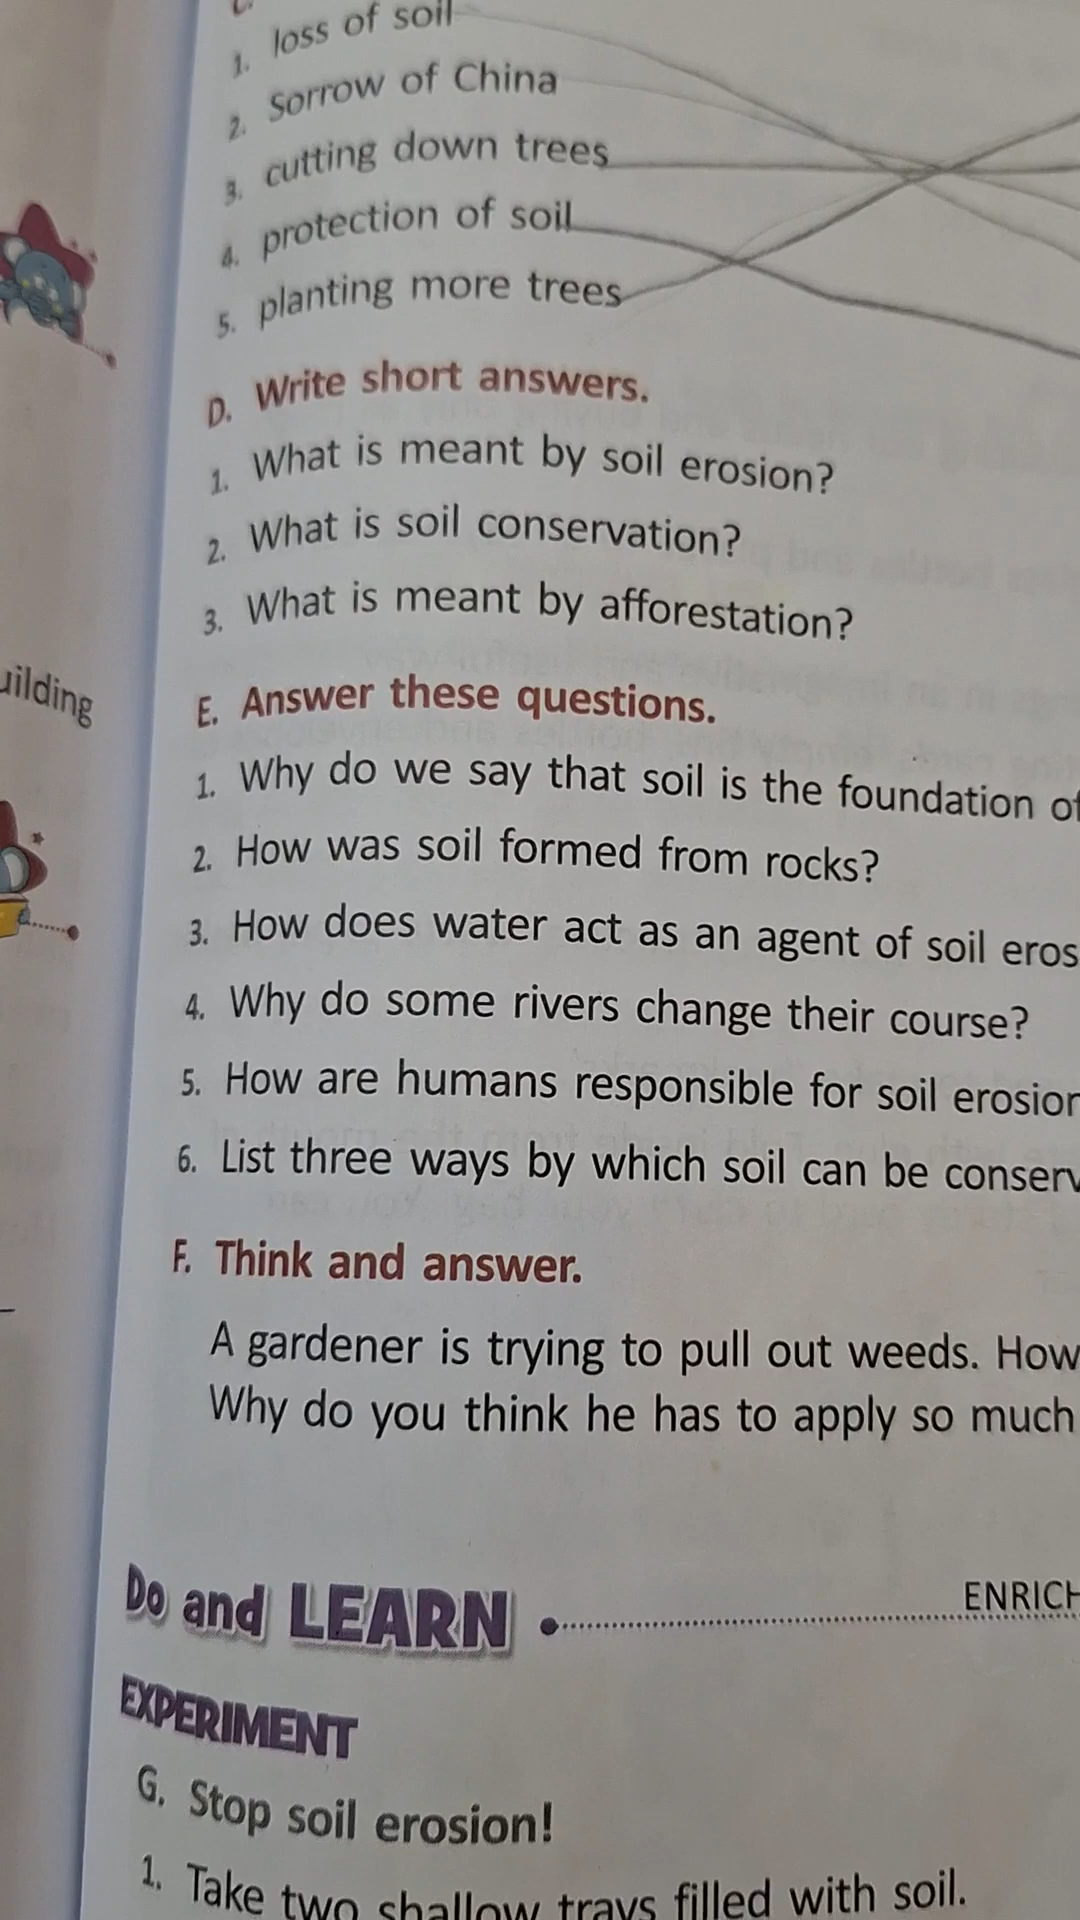 C.
1. loss of soil
2. Sorrow of China
3. cutting down trees
4. protection of soil
5. planting more trees
D. Write short answers.
1. What is meant by soil erosion?
2. What is soil conservation?
3. What is meant by afforestation?
E. Answer these questions.
1. Why do we say that soil is the foundation of
2. How was soil formed from rocks?
3. How does water act as an agent of soil eros
4. Why do some rivers change their course?
5. How are humans responsible for soil erosion
6. List three ways by which soil can be conserv
F. Think and answer.
A gardener is trying to pull out weeds. How
Why do you think he has to apply so much
Do and LEARN
ENRICH
EXPERIMENT
G. Stop soil erosion!
1. Take two shallow trays filled with soil.
uilding